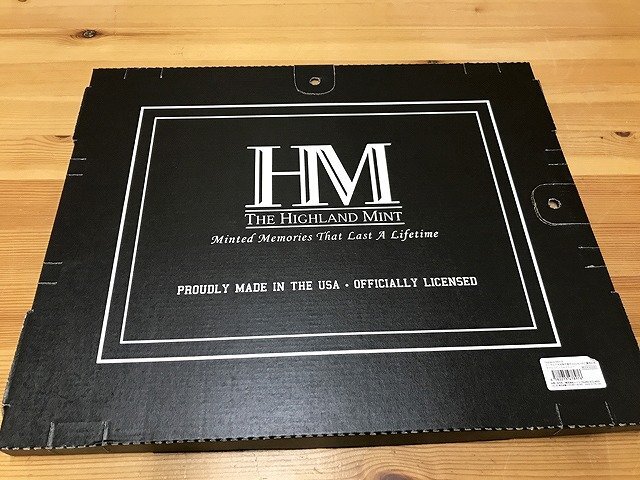 HM
THE HIGHLAND MINT
Minted Memories That Last A Lifetime
PROUDLY MADE IN THE USA • OFFICIALLY LICENSED